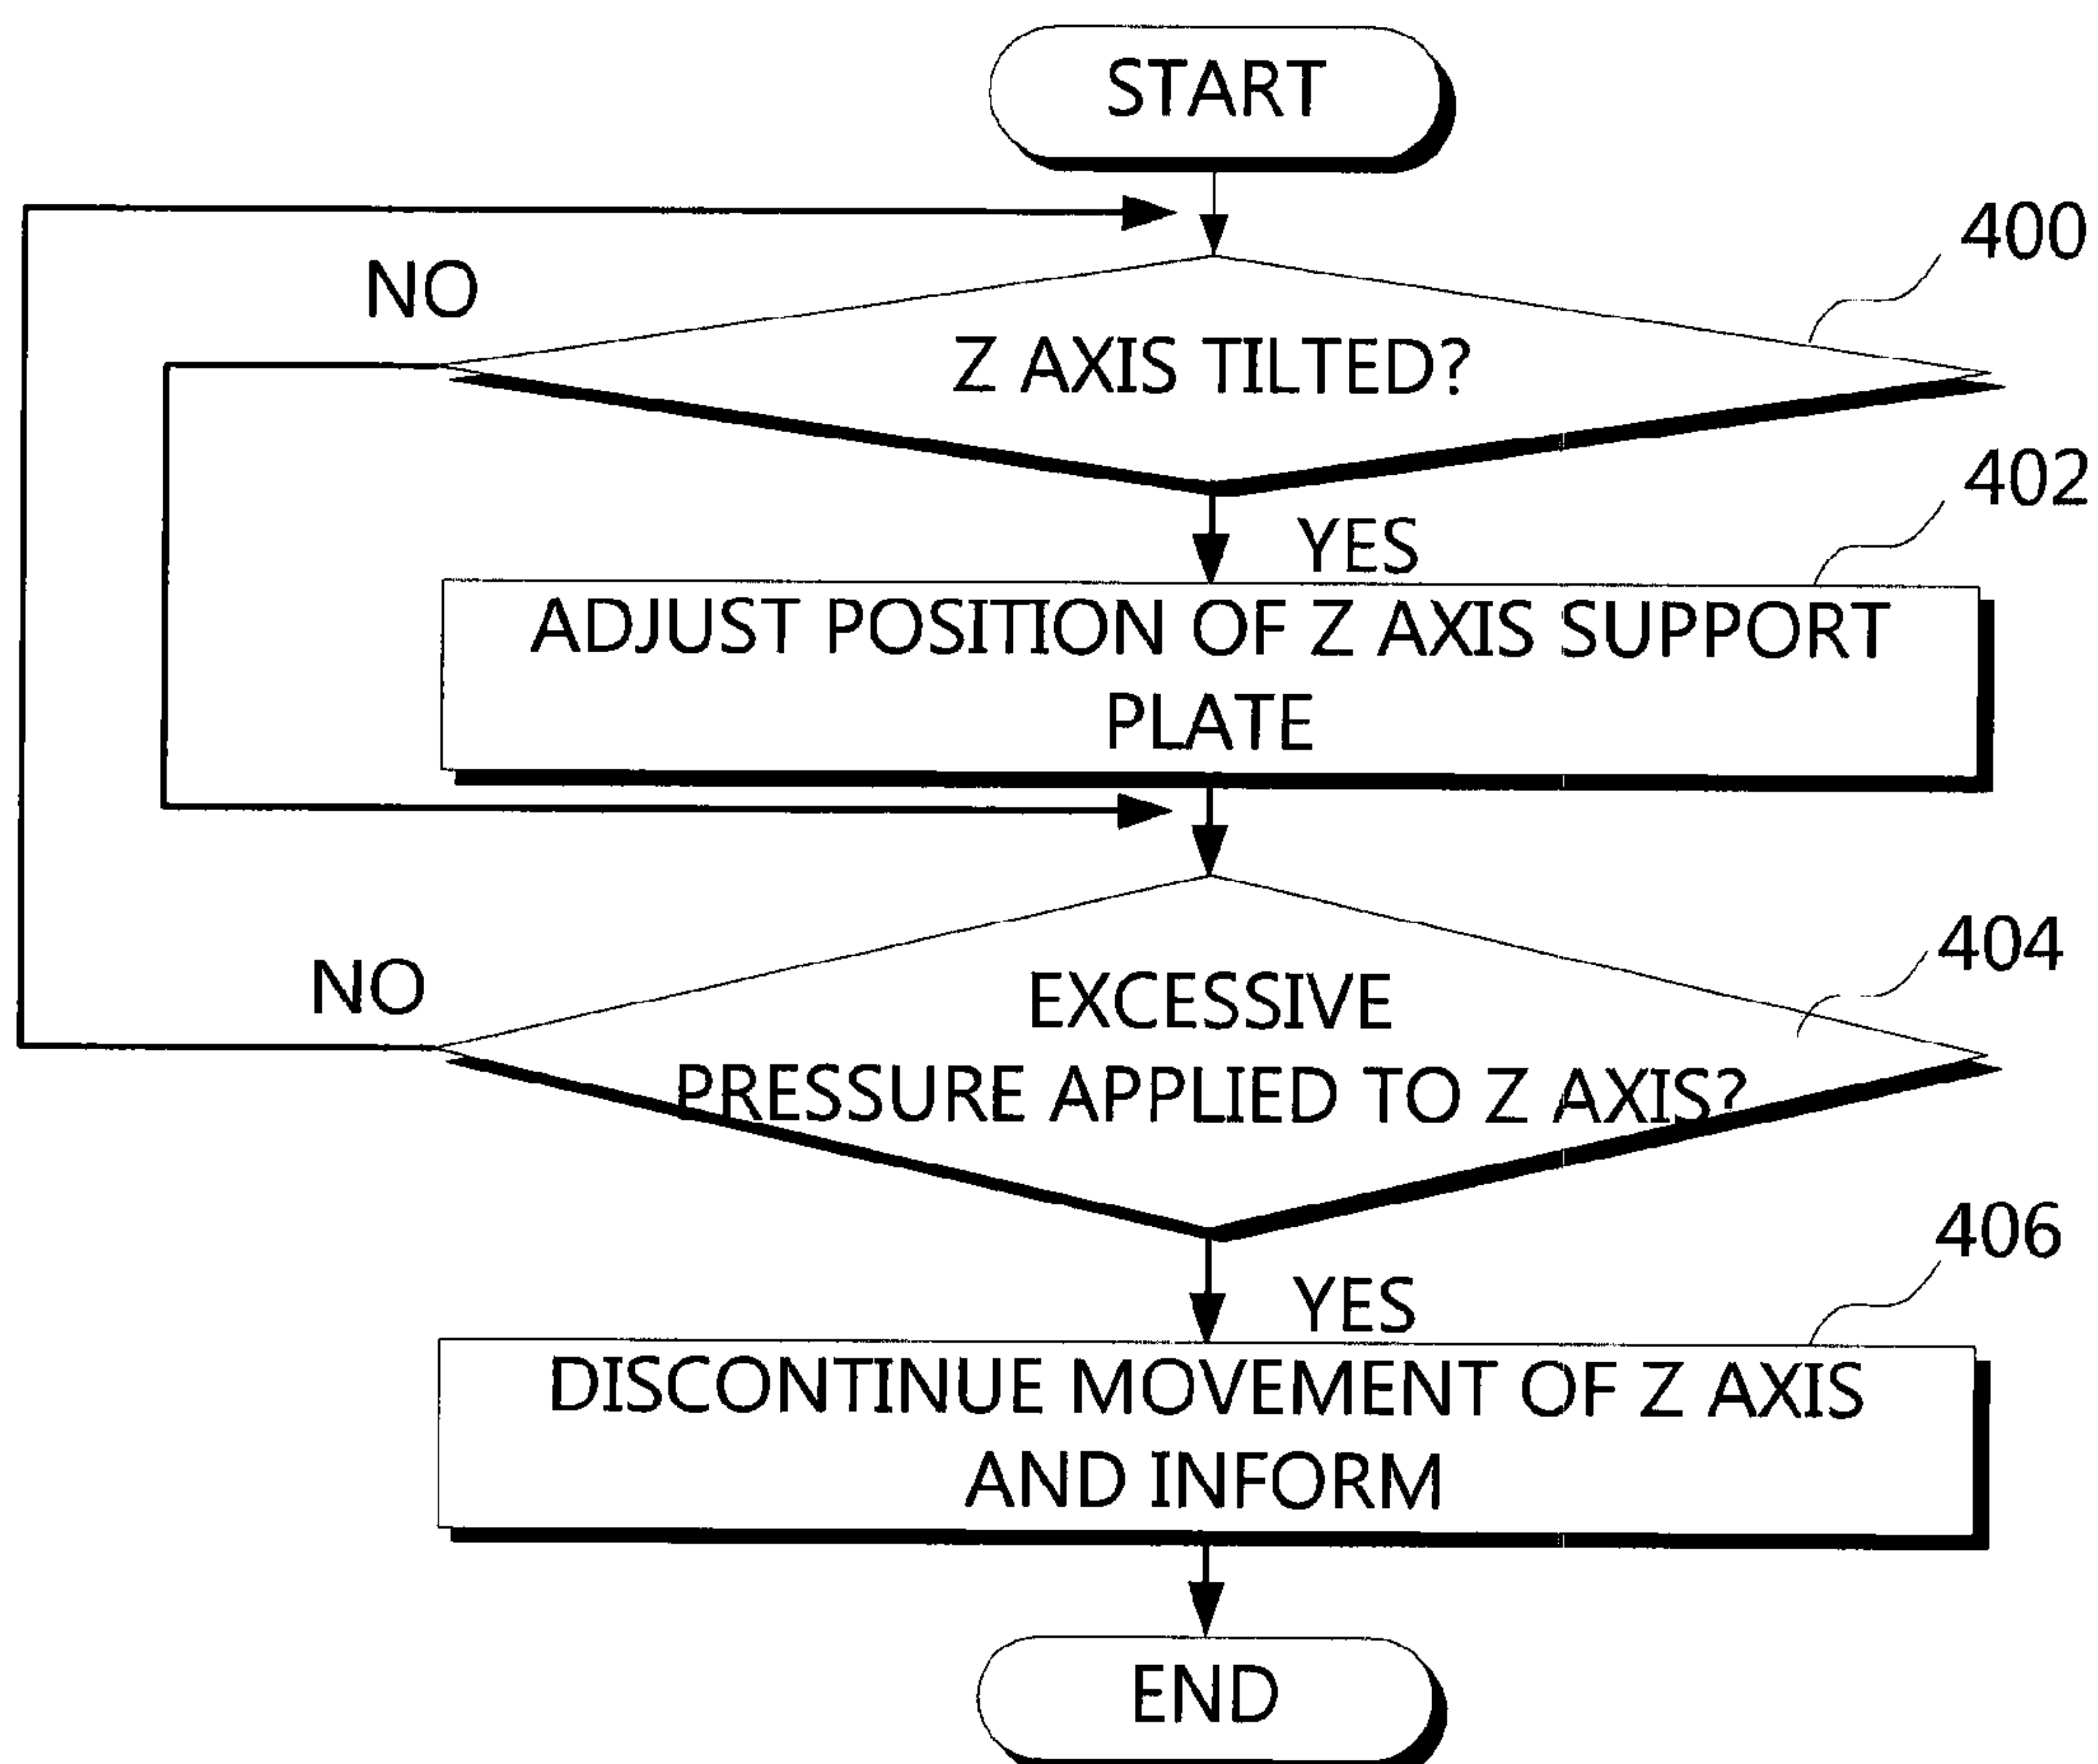 START
400
NO
Z AXIS TILTED?
402
YES
ADJUST POSITION OF Z AXIS SUPPORT
PLATE
404
NO
EXCESSIVE
PRESSURE APPLIED TO Z AXIS?
406
YES
DISCONTINUE MOVEMENT OF Z AXIS
AND INFORM
END